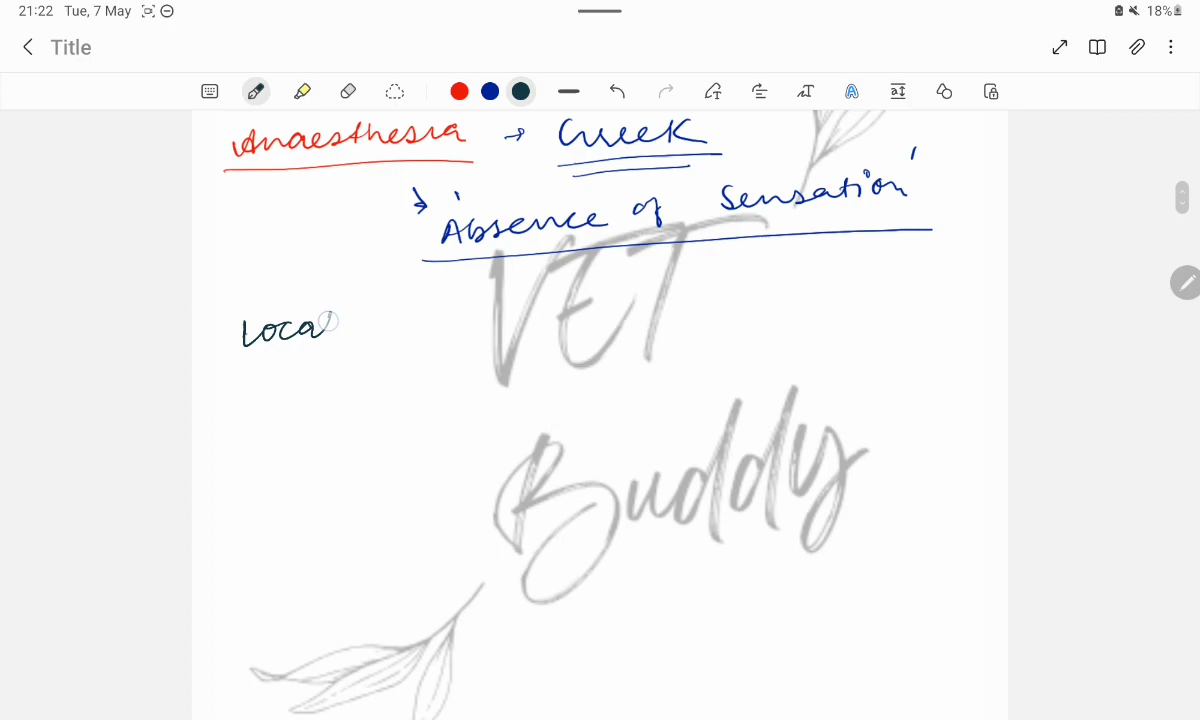 21:22 Tue, 7 May 18%
Title
Anaesthesia → Greek
→ 'Absence of Sensation'
VET
Loca
Buddy